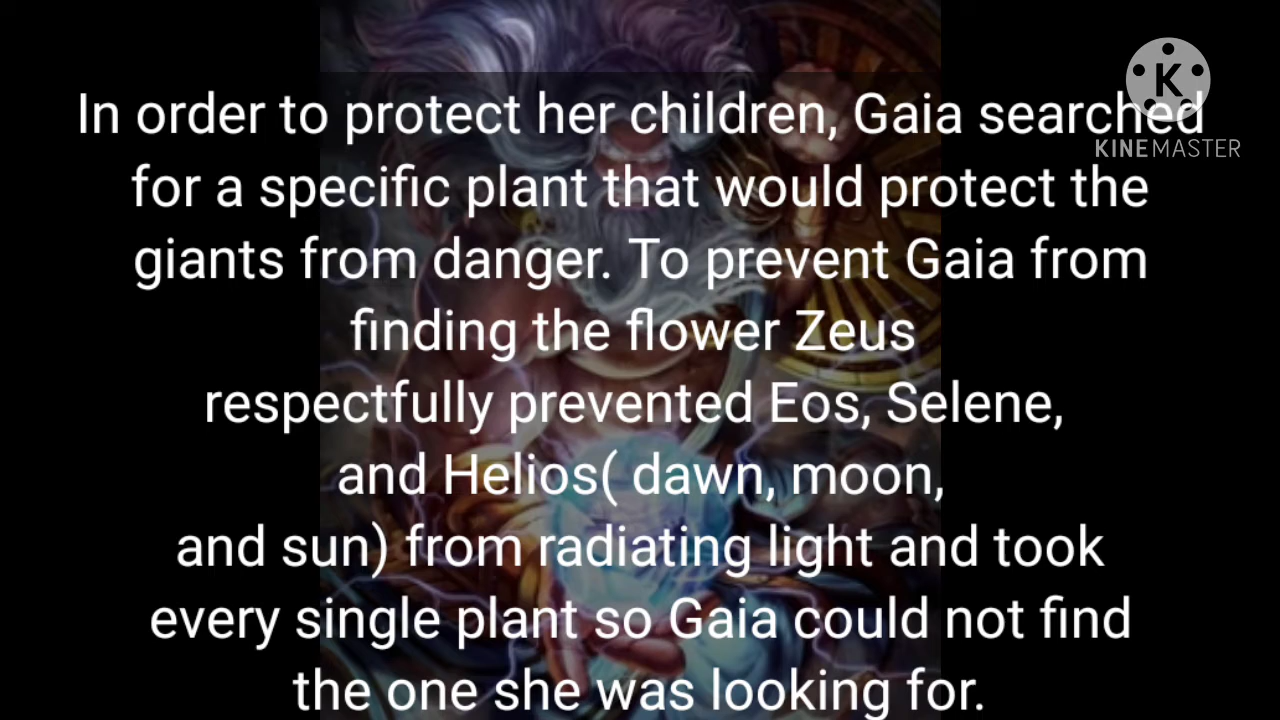 In order to protect her children, Gaia searched
for a specific plant that would protect the
giants from danger. To prevent Gaia from
finding the flower Zeus
respectfully prevented Eos, Selene,
and Helios( dawn, moon,
and sun) from radiating light and took
every single plant so Gaia could not find
the one she was looking for.
K
KINEMASTER